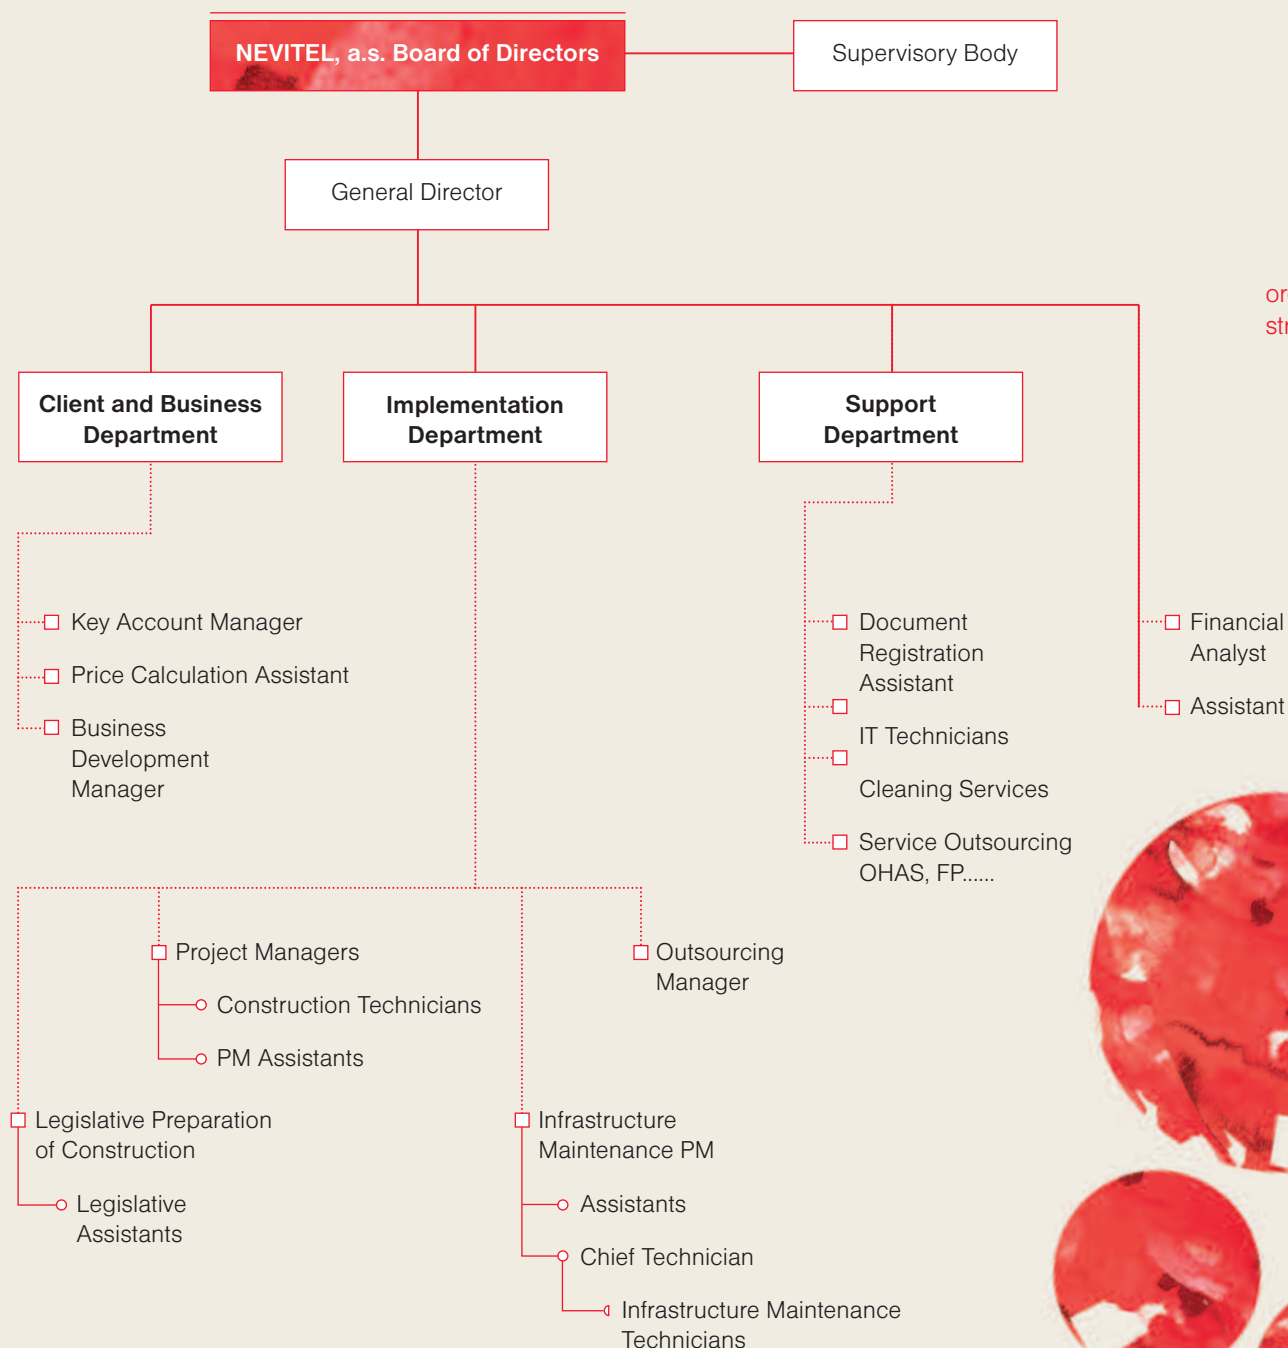 NEVITEL, a.s. Board of Directors
Supervisory Body
General Director
Client and Business
Department
Implementation
Department
Support
Department
Key Account Manager
Price Calculation Assistant
Business
Development
Manager
Document
Registration
Assistant
IT Technicians
Cleaning Services
Service Outsourcing
OHAS, FP......
Financial
Analyst
Assistant
Project Managers
Construction Technicians
PM Assistants
Outsourcing
Manager
Legislative Preparation
of Construction
Legislative
Assistants
Infrastructure
Maintenance PM
Assistants
Chief Technician
Infrastructure Maintenance
Technicians